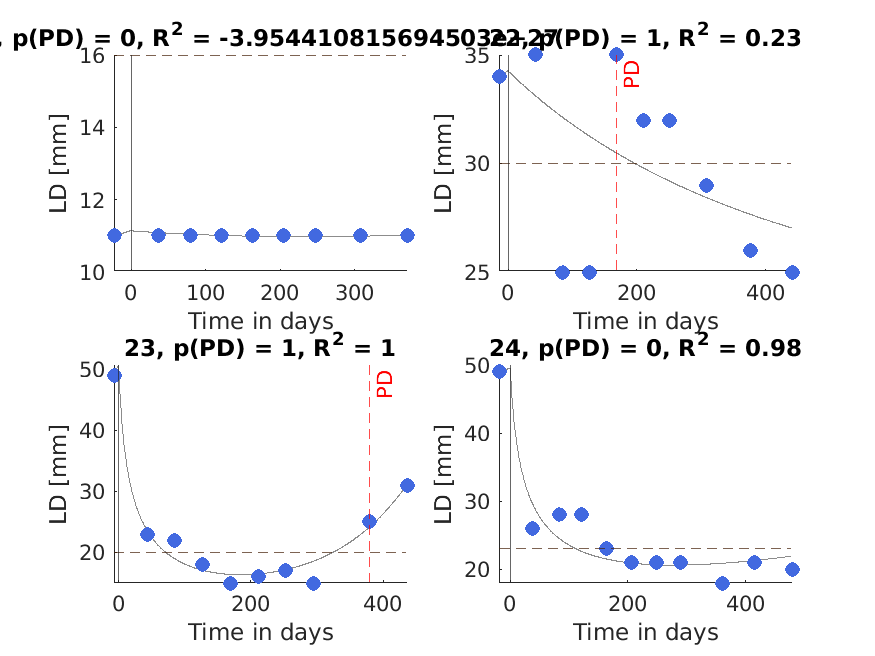 , p(PD) = 0, R² = -3.954410815694503e+27
22, p(PD) = 1, R² = 0.23
16
14
12
10
LD [mm]
0 100 200 300
Time in days
35
30
25
LD [mm]
PD
0 200 400
Time in days
23, p(PD) = 1, R² = 1
50
40
30
20
LD [mm]
PD
0 200 400
Time in days
24, p(PD) = 0, R² = 0.98
50
40
30
20
LD [mm]
0 200 400
Time in days